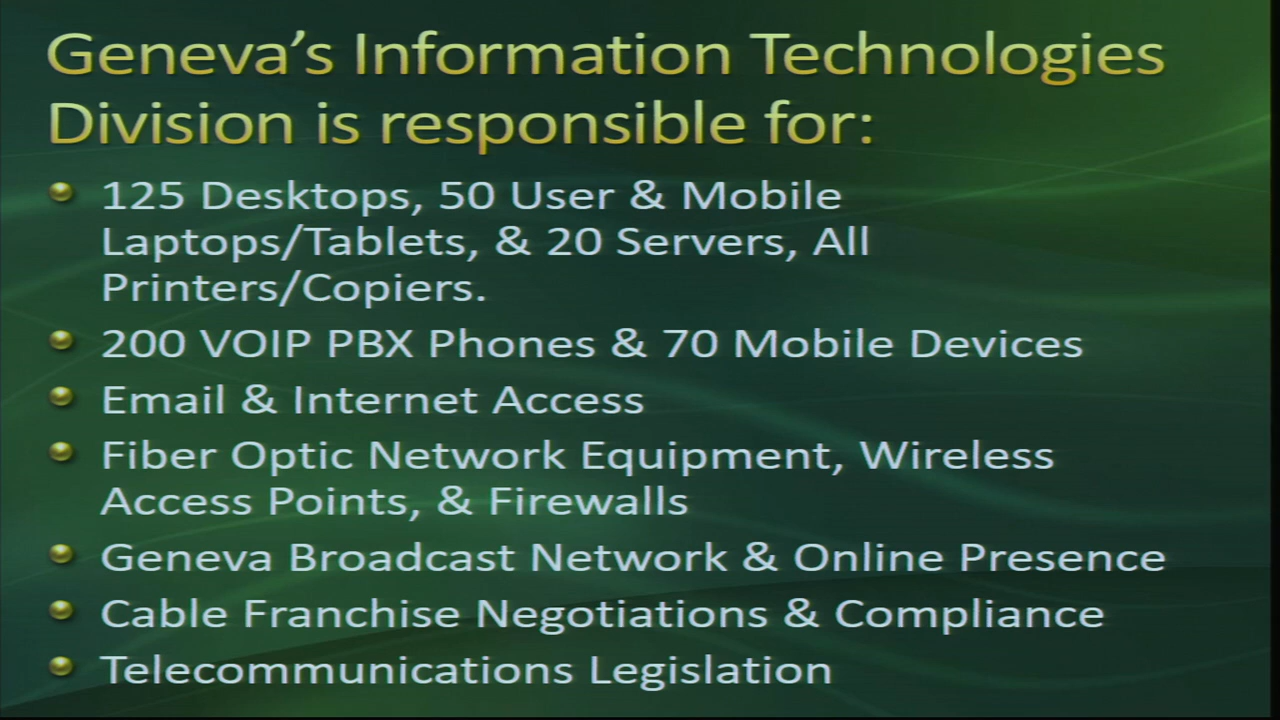 Geneva’s Information Technologies
Division is responsible for:
125 Desktops, 50 User & Mobile
Laptops/Tablets, & 20 Servers, All
Printers/Copiers.
200 VOIP PBX Phones & 70 Mobile Devices
Email & Internet Access
Fiber Optic Network Equipment, Wireless
Access Points, & Firewalls
Geneva Broadcast Network & Online Presence
Cable Franchise Negotiations & Compliance
Telecommunications Legislation